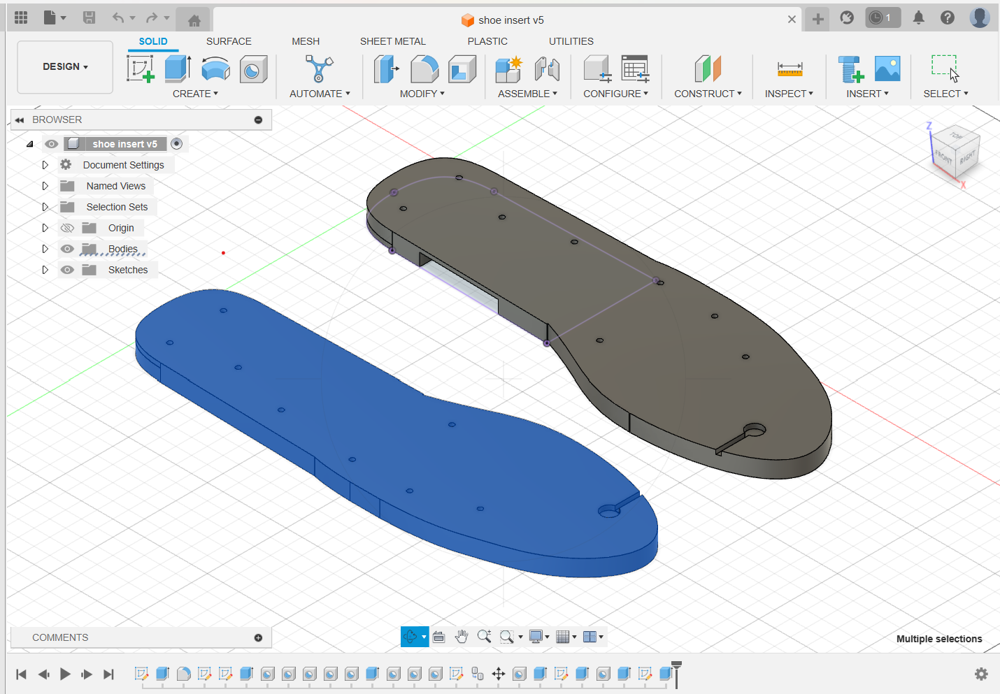 shoe insert v5
1
DESIGN
SOLID
SURFACE
MESH
SHEET METAL
PLASTIC
UTILITIES
CREATE
AUTOMATE
MODIFY
ASSEMBLE
CONFIGURE
CONSTRUCT
INSPECT
INSERT
SELECT
BROWSER
shoe insert v5
Document Settings
Named Views
Selection Sets
Origin
Bodies
Sketches
Z
TOP
FRONT
RIGHT
X
COMMENTS
Multiple selections